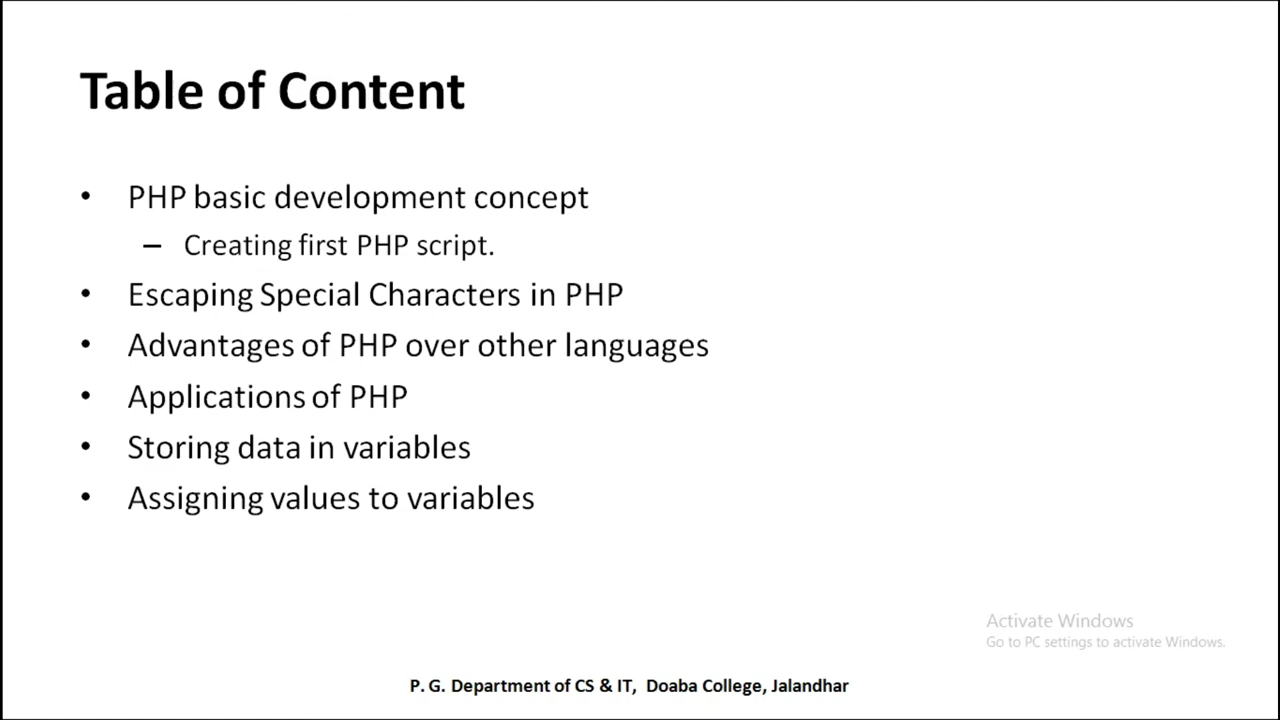 Table of Content
• PHP basic development concept
– Creating first PHP script.
• Escaping Special Characters in PHP
• Advantages of PHP over other languages
• Applications of PHP
• Storing data in variables
• Assigning values to variables
Activate Windows
Go to PC settings to activate Windows.
P. G. Department of CS & IT, Doaba College, Jalandhar